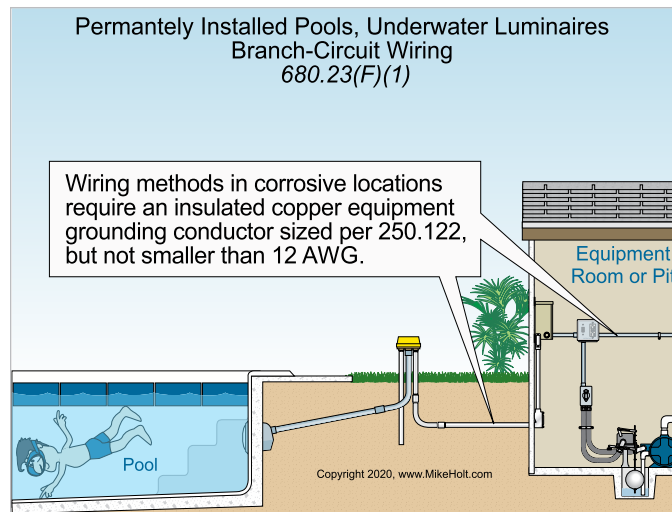 Permantely Installed Pools, Underwater Luminaires
Branch-Circuit Wiring
680.23(F)(1)
Wiring methods in corrosive locations
require an insulated copper equipment
grounding conductor sized per 250.122,
but not smaller than 12 AWG.
Equipment
Room or Pit
Pool
Copyright 2020, www.MikeHolt.com